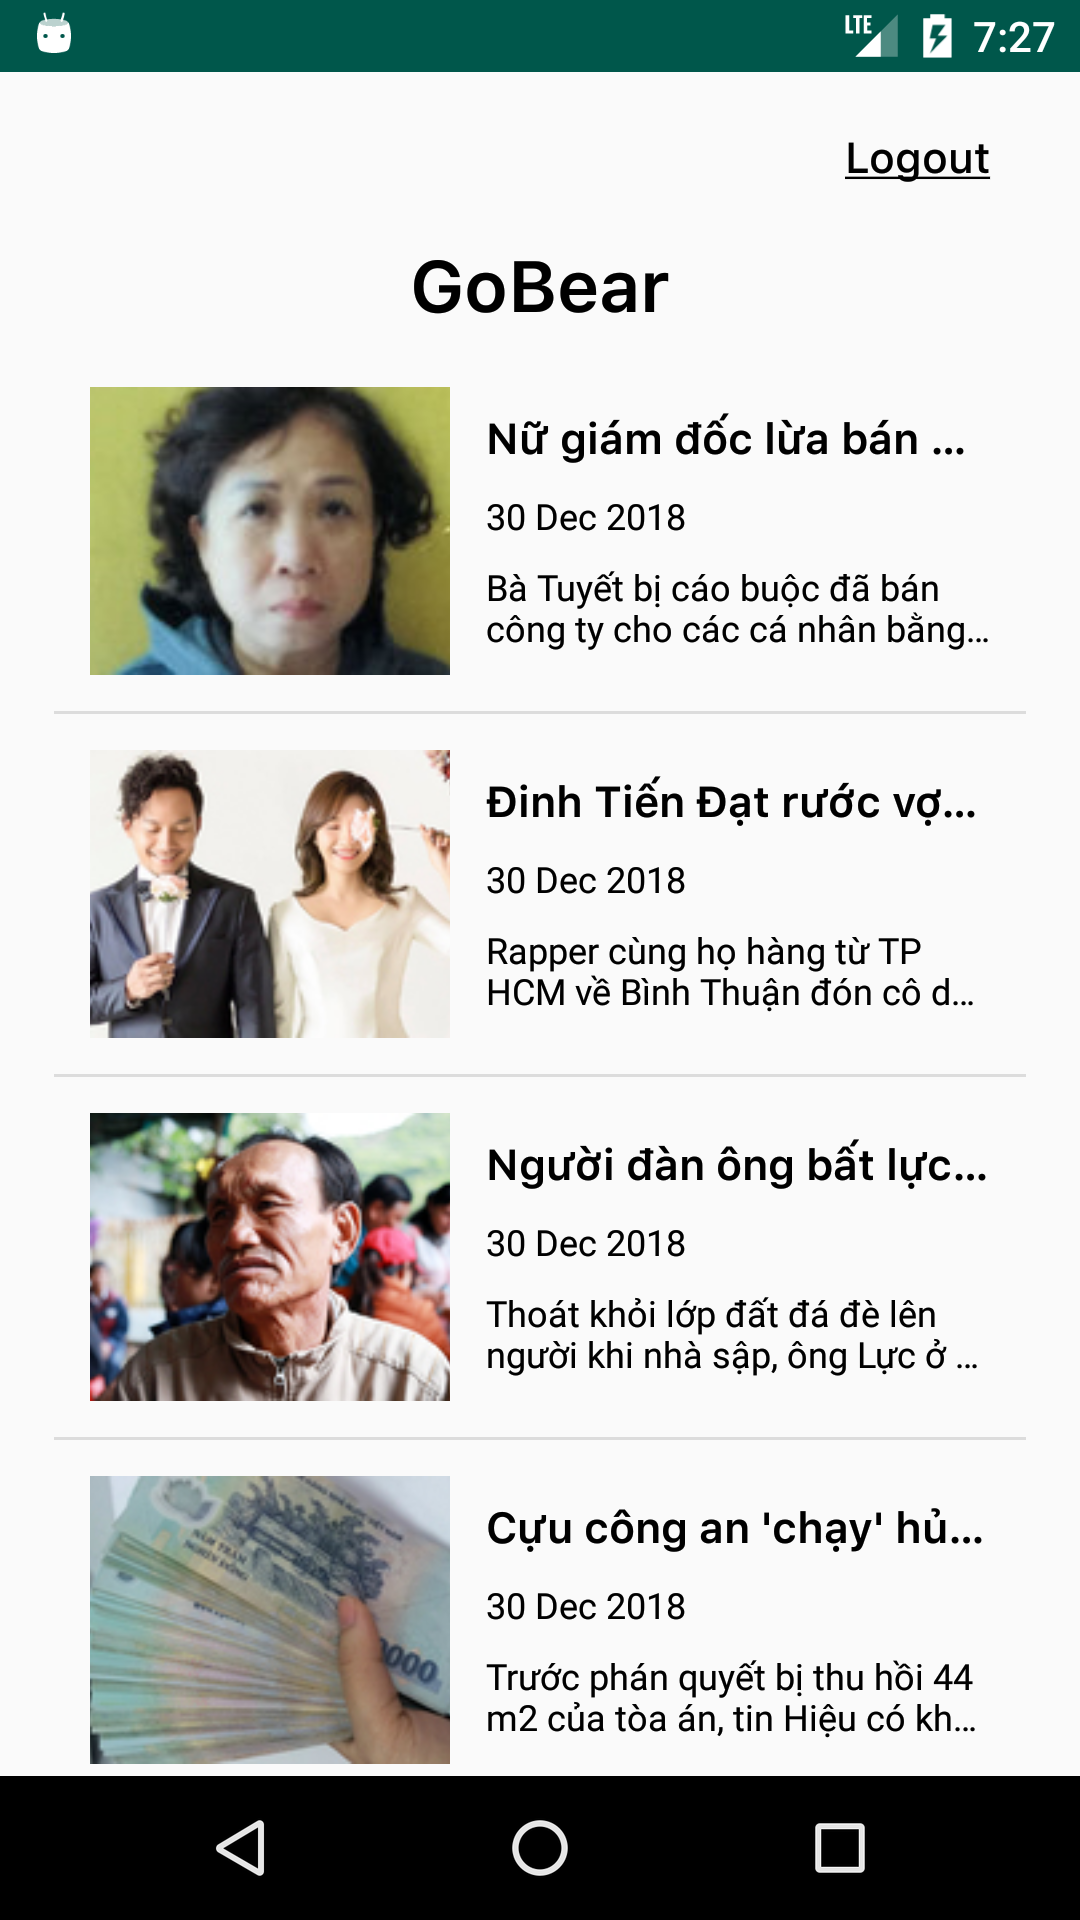 LTE 7:27
Logout
GoBear
Nữ giám đốc lừa bán ...
30 Dec 2018
Bà Tuyết bị cáo buộc đã bán
công ty cho các cá nhân bằng...
Đinh Tiến Đạt rước vợ...
30 Dec 2018
Rapper cùng họ hàng từ TP
HCM về Bình Thuận đón cô d...
Người đàn ông bất lực...
30 Dec 2018
Thoát khỏi lớp đất đá đè lên
người khi nhà sập, ông Lực ở ...
Cựu công an 'chạy' hủ...
30 Dec 2018
Trước phán quyết bị thu hồi 44
m2 của tòa án, tin Hiệu có kh...